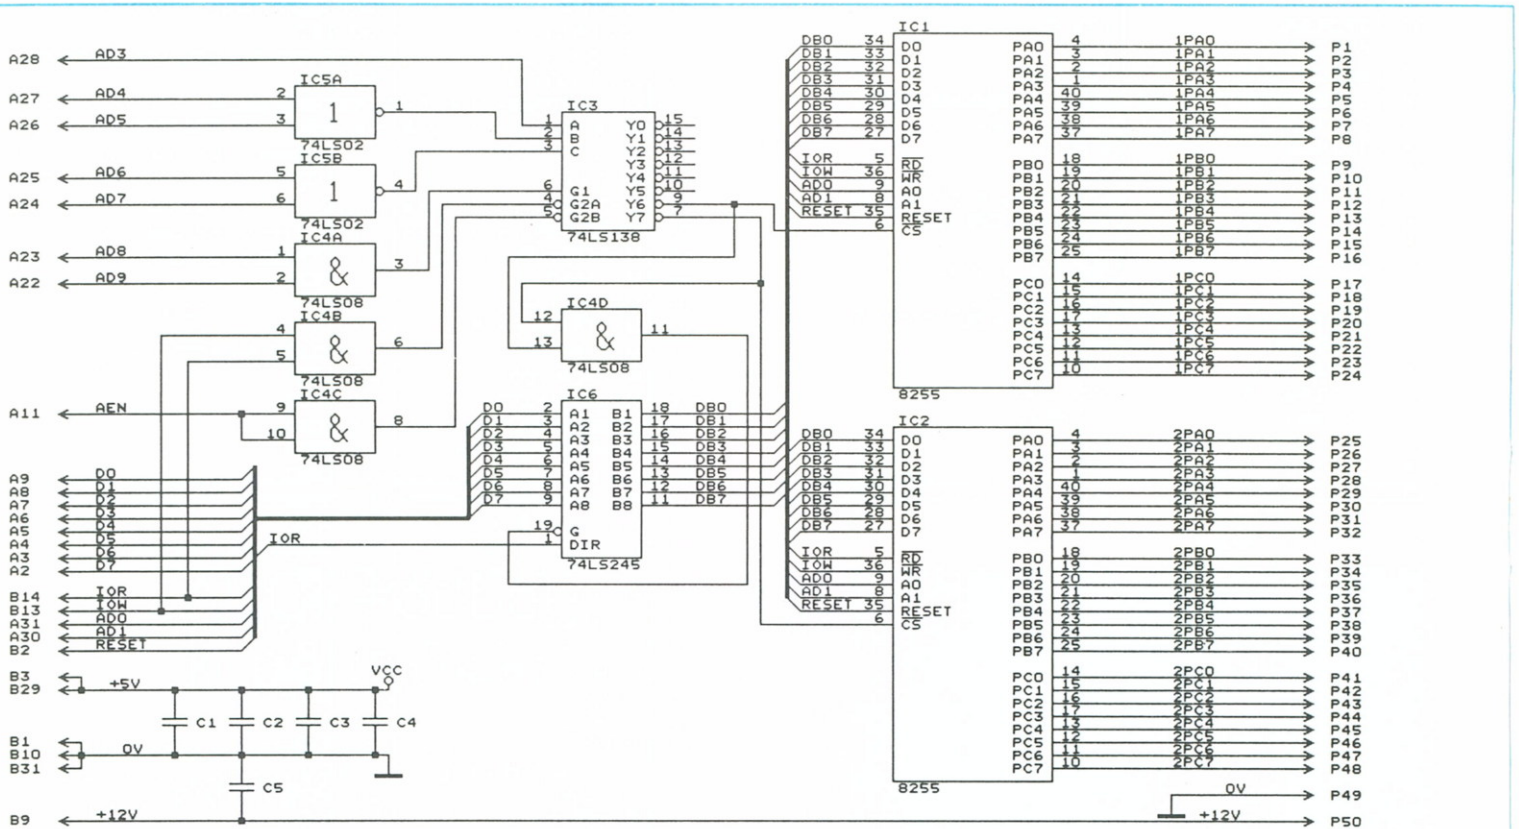 A28 AD3
A27 AD4
A26 AD5
A25 AD6
A24 AD7
A23 AD8
A22 AD9
A11 AEN
A9 D0
A8 D1
A7 D2
A6 D3
A5 D4
A4 D5
A3 D6
A2 D7
B14 IOR
B13 IOW
A31 AD0
A30 AD1
B2 RESET
B3
B29 +5V
VCC
C1 C2 C3 C4
B1
B10 0V
B31
C5
B9 +12V
IC5A
2 1 1
3
74LS02
IC5B
5 1 4
6
74LS02
IC4A
1 & 3
2
74LS08
IC4B
4 & 6
5
74LS08
IC4C
9 & 8
10
74LS08
IOR
IC3
1 A Y0 15
2 B Y1 14
3 C Y2 13
Y3 12
Y4 11
6 G1 Y5 10
4 G2A Y6 9
5 G2B Y7 7
74LS138
IC4D
12 & 11
13
74LS08
IC6
D0 2 A1 B1 18 DB0
D1 3 A2 B2 17 DB1
D2 4 A3 B3 16 DB2
D3 5 A4 B4 15 DB3
D4 6 A5 B5 14 DB4
D5 7 A6 B6 13 DB5
D6 8 A7 B7 12 DB6
D7 9 A8 B8 11 DB7
19 G
1 DIR
74LS245
IC1
DB0 34 D0 PA0 4 1PA0 P1
DB1 33 D1 PA1 3 1PA1 P2
DB2 32 D2 PA2 2 1PA2 P3
DB3 31 D3 PA3 1 1PA3 P4
DB4 30 D4 PA4 40 1PA4 P5
DB5 29 D5 PA5 39 1PA5 P6
DB6 28 D6 PA6 38 1PA6 P7
DB7 27 D7 PA7 37 1PA7 P8
IOR 5 RD PB0 18 1PB0 P9
IOW 36 WR PB1 19 1PB1 P10
AD0 9 A0 PB2 20 1PB2 P11
AD1 8 A1 PB3 21 1PB3 P12
RESET 35 RESET PB4 22 1PB4 P13
6 CS PB5 23 1PB5 P14
PB6 24 1PB6 P15
PB7 25 1PB7 P16
PC0 14 1PC0 P17
PC1 15 1PC1 P18
PC2 16 1PC2 P19
PC3 17 1PC3 P20
PC4 13 1PC4 P21
PC5 12 1PC5 P22
PC6 11 1PC6 P23
PC7 10 1PC7 P24
8255
IC2
DB0 34 D0 PA0 4 2PA0 P25
DB1 33 D1 PA1 3 2PA1 P26
DB2 32 D2 PA2 2 2PA2 P27
DB3 31 D3 PA3 1 2PA3 P28
DB4 30 D4 PA4 40 2PA4 P29
DB5 29 D5 PA5 39 2PA5 P30
DB6 28 D6 PA6 38 2PA6 P31
DB7 27 D7 PA7 37 2PA7 P32
IOR 5 RD PB0 18 2PB0 P33
IOW 36 WR PB1 19 2PB1 P34
AD0 9 A0 PB2 20 2PB2 P35
AD1 8 A1 PB3 21 2PB3 P36
RESET 35 RESET PB4 22 2PB4 P37
6 CS PB5 23 2PB5 P38
PB6 24 2PB6 P39
PB7 25 2PB7 P40
PC0 14 2PC0 P41
PC1 15 2PC1 P42
PC2 16 2PC2 P43
PC3 17 2PC3 P44
PC4 13 2PC4 P45
PC5 12 2PC5 P46
PC6 11 2PC6 P47
PC7 10 2PC7 P48
8255
0V P49
+12V P50